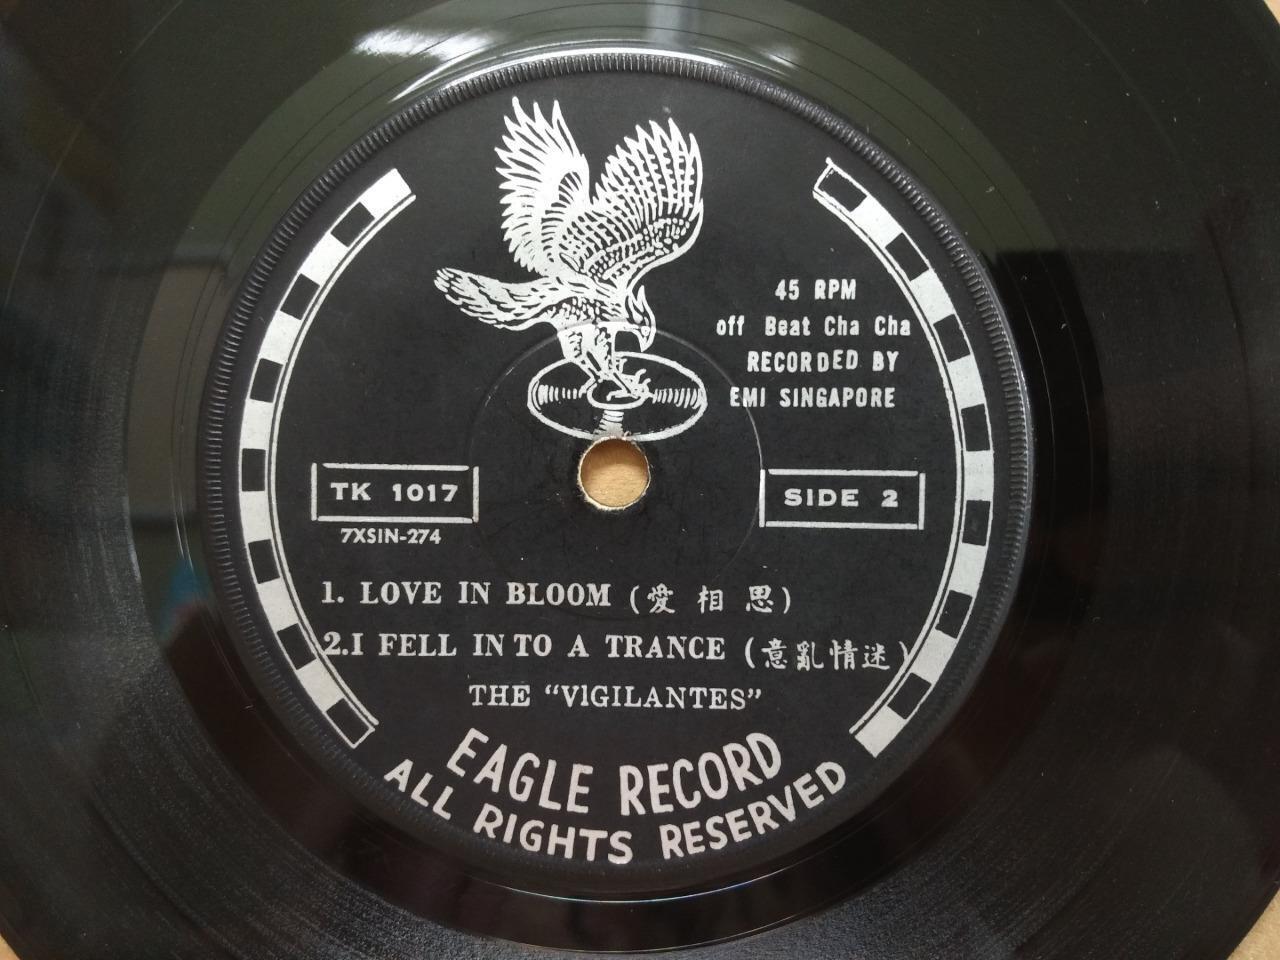 45 RPM
off Beat Cha Cha
RECORDED BY
EMI SINGAPORE
TK 1017
7XSIN-274
SIDE 2
1. LOVE IN BLOOM (愛相思)
2.I FELL IN TO A TRANCE (意亂情迷)
THE "VIGILANTES"
EAGLE RECORD
ALL RIGHTS RESERVED